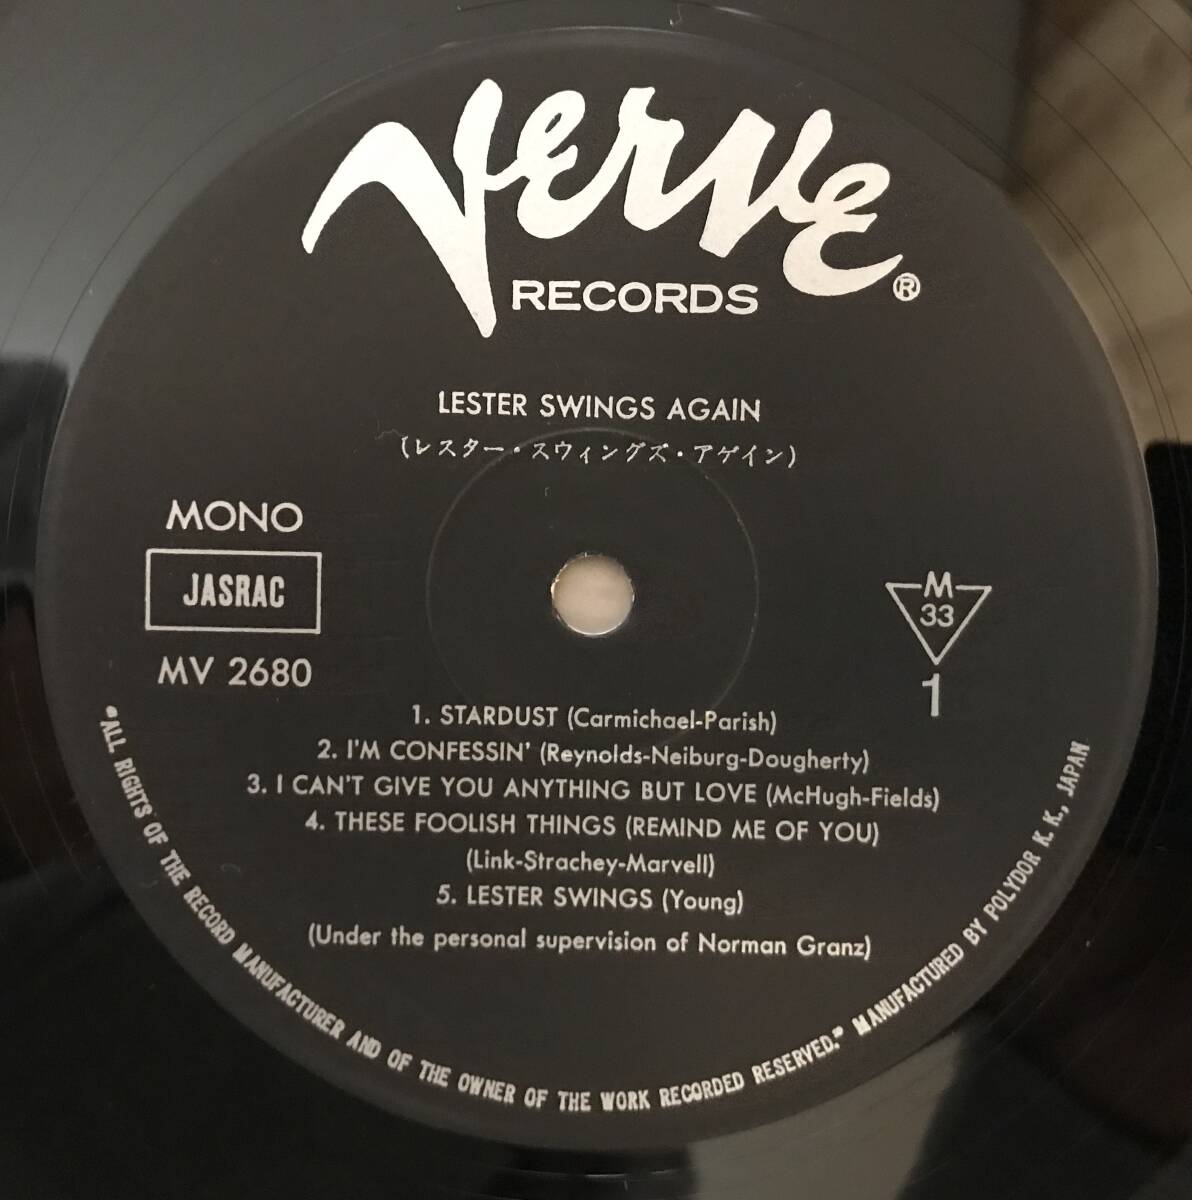 Verve
RECORDS ®
LESTER SWINGS AGAIN
(レスター・スウィングズ・アゲイン)
MONO
JASRAC
MV 2680
M
33
1
1. STARDUST (Carmichael-Parish)
2. I'M CONFESSIN' (Reynolds-Neiburg-Dougherty)
3. I CAN'T GIVE YOU ANYTHING BUT LOVE (McHugh-Fields)
4. THESE FOOLISH THINGS (REMIND ME OF YOU)
(Link-Strachey-Marvell)
5. LESTER SWINGS (Young)
(Under the personal supervision of Norman Granz)
"ALL RIGHTS OF THE RECORD MANUFACTURER AND OF THE OWNER OF THE WORK RECORDED RESERVED." MANUFACTURED BY POLYDOR K. K., JAPAN